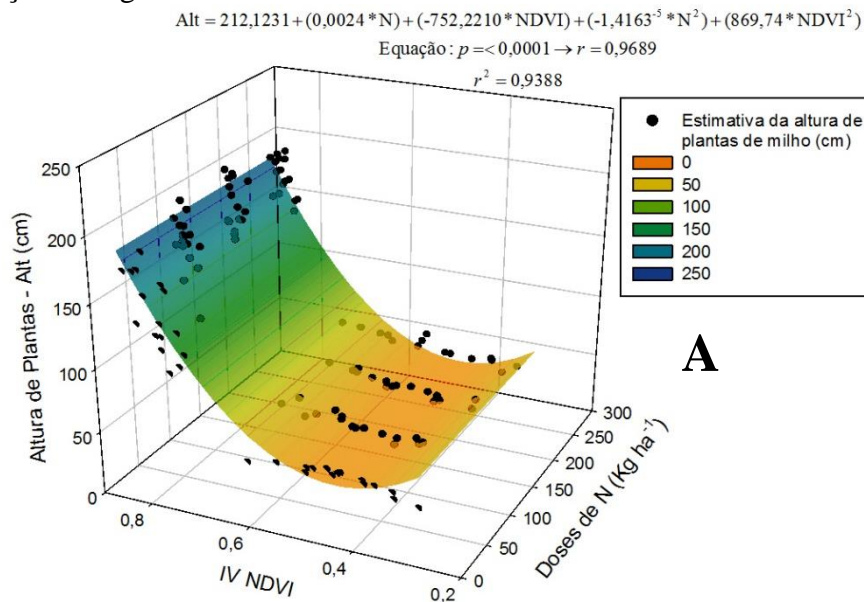 Alt = 212,1231 + (0,0024 * N) + (-752,2210 * NDVI) + (-1,4163⁻⁵ * N²) + (869,74 * NDVI²)
Equação : p =< 0,0001 → r = 0,9689
r² = 0,9388
Estimativa da altura de
plantas de milho (cm)
0
50
100
150
200
250
A
Altura de Plantas - Alt (cm)
250
200
150
100
50
0
0,8
0,6
0,4
0,2
IV NDVI
0
50
100
150
200
250
300
Doses de N (Kg ha⁻¹)